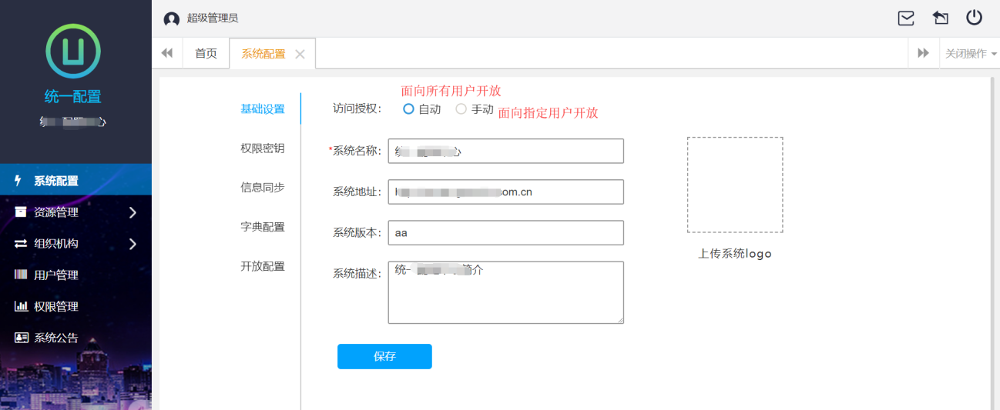 超级管理员
统一配置
首页
系统配置
关闭操作
系统配置
资源管理
组织机构
用户管理
权限管理
系统公告
基础设置
权限密钥
信息同步
字典配置
开放配置
面向所有用户开放
访问授权：
自动
手动
面向指定用户开放
*系统名称：
系统地址：
om.cn
系统版本：
aa
系统描述：
统一
简介
上传系统logo
保存